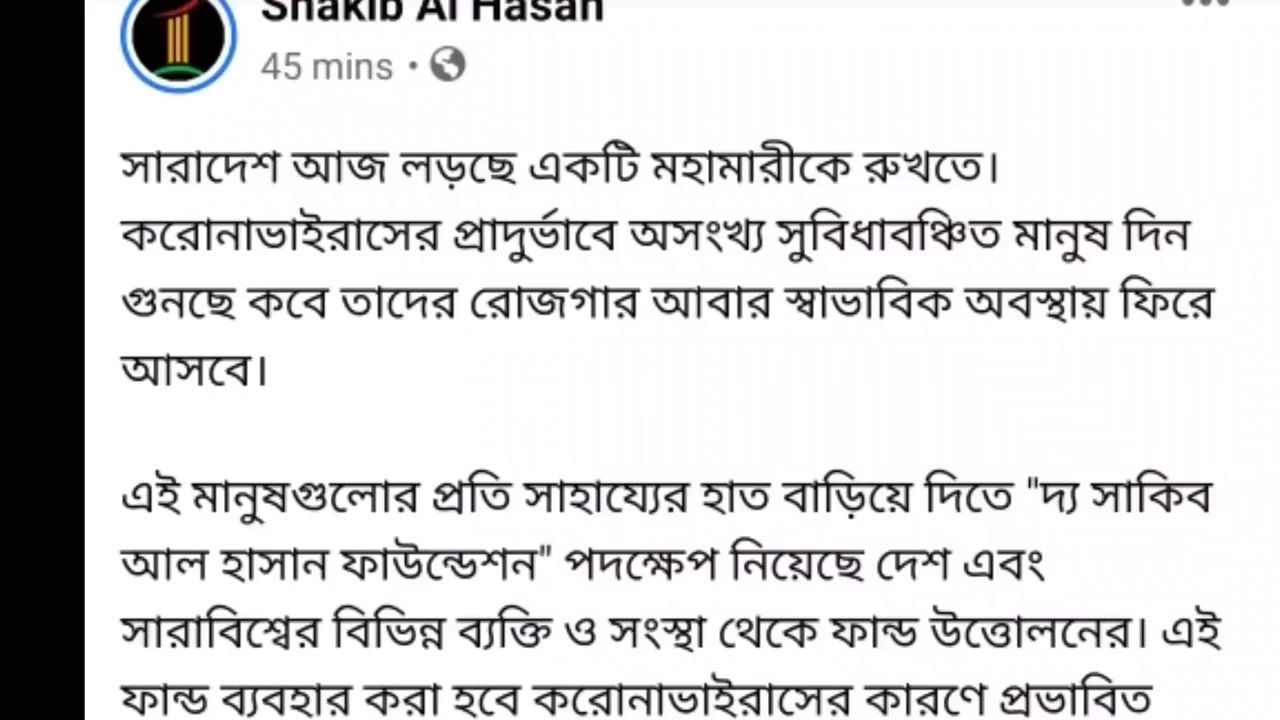 Shakib Al Hasan
45 mins ·
সারাদেশ আজ লড়ছে একটি মহামারীকে রুখতে।
করোনাভাইরাসের প্রাদুর্ভাবে অসংখ্য সুবিধাবঞ্চিত মানুষ দিন
গুনছে কবে তাদের রোজগার আবার স্বাভাবিক অবস্থায় ফিরে
আসবে।
এই মানুষগুলোর প্রতি সাহায্যের হাত বাড়িয়ে দিতে "দ্য সাকিব
আল হাসান ফাউন্ডেশন" পদক্ষেপ নিয়েছে দেশ এবং
সারাবিশ্বের বিভিন্ন ব্যক্তি ও সংস্থা থেকে ফান্ড উত্তোলনের। এই
ফান্ড ব্যবহার করা হবে করোনাভাইরাসের কারণে প্রভাবিত